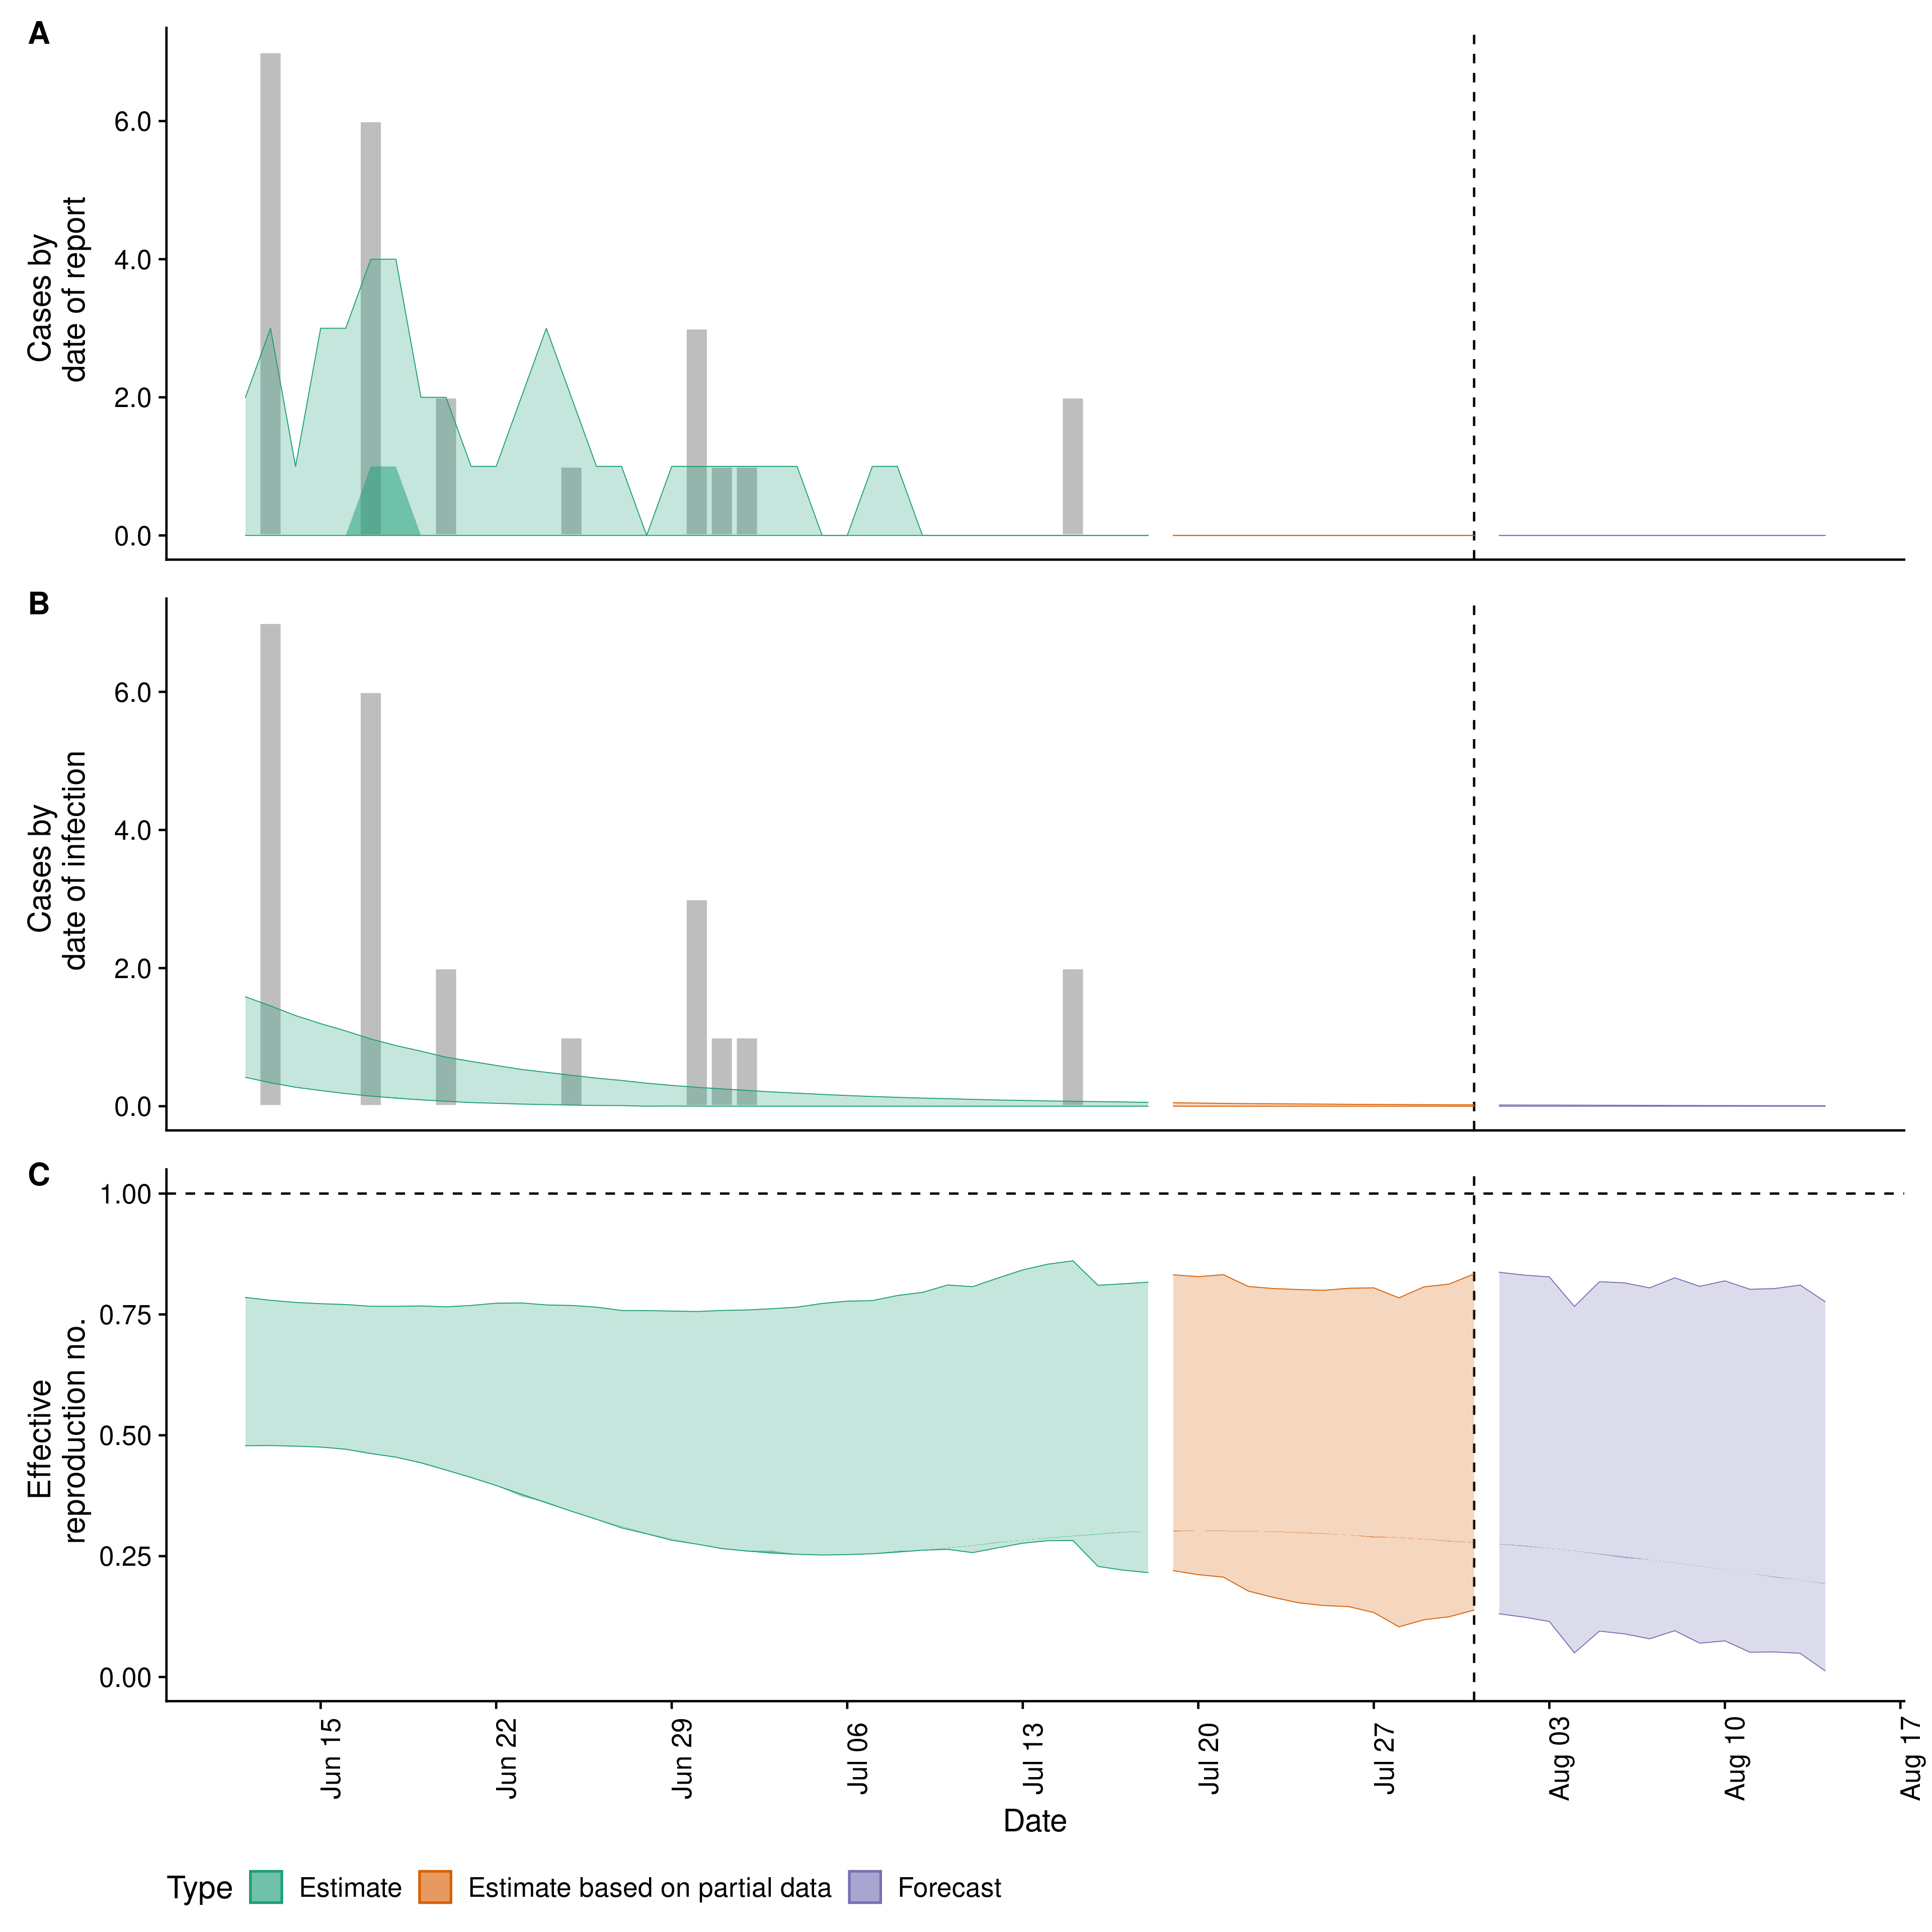 A
Cases by
date of report
6.0
4.0
2.0
0.0
B
Cases by
date of infection
6.0
4.0
2.0
0.0
C
Effective
reproduction no.
1.00
0.75
0.50
0.25
0.00
Jun 15
Jun 22
Jun 29
Jul 06
Jul 13
Jul 20
Jul 27
Aug 03
Aug 10
Aug 17
Date
Type Estimate Estimate based on partial data Forecast